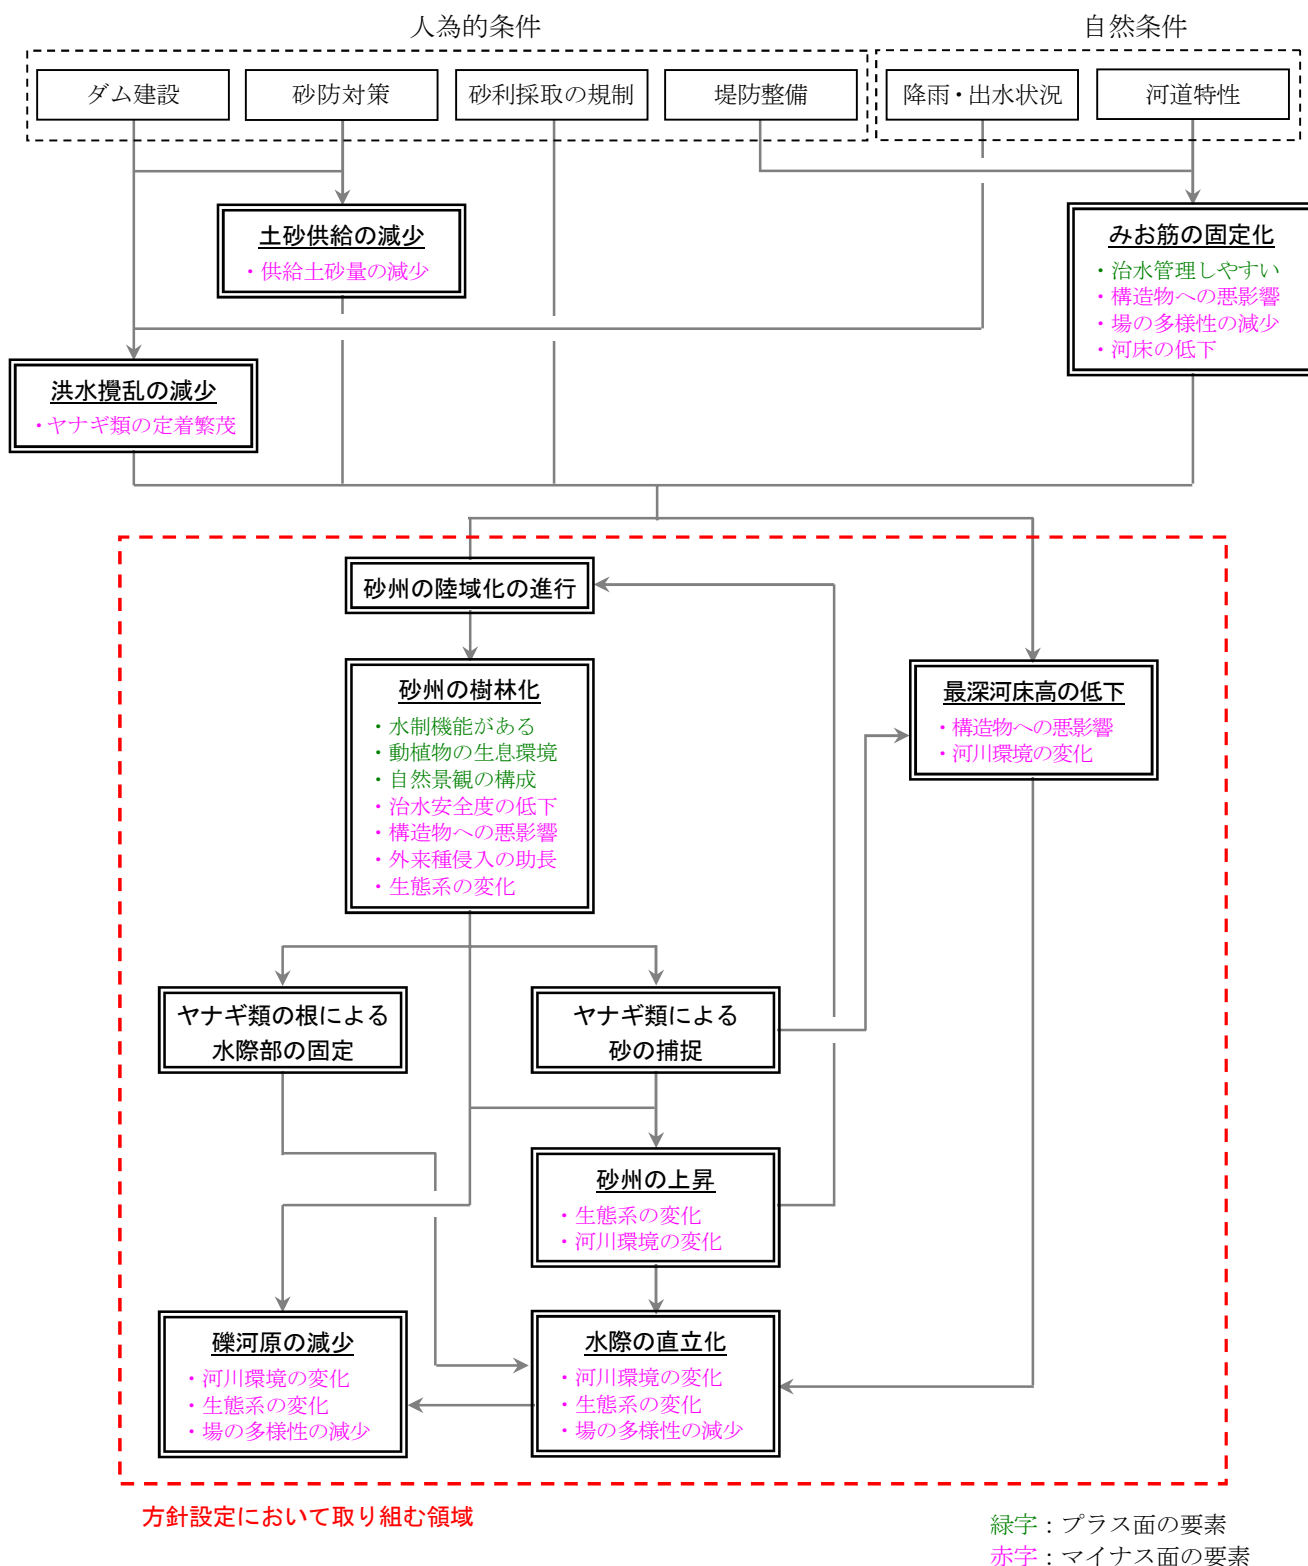 人為的条件
自然条件
ダム建設
砂防対策
砂利採取の規制
堤防整備
降雨・出水状況
河道特性
土砂供給の減少
・供給土砂量の減少
みお筋の固定化
・治水管理しやすい
・構造物への悪影響
・場の多様性の減少
・河床の低下
洪水攪乱の減少
・ヤナギ類の定着繁茂
砂州の陸域化の進行
砂州の樹林化
・水制機能がある
・動植物の生息環境
・自然景観の構成
・治水安全度の低下
・構造物への悪影響
・外来種侵入の助長
・生態系の変化
最深河床高の低下
・構造物への悪影響
・河川環境の変化
ヤナギ類の根による
水際部の固定
ヤナギ類による
砂の捕捉
砂州の上昇
・生態系の変化
・河川環境の変化
礫河原の減少
・河川環境の変化
・生態系の変化
・場の多様性の減少
水際の直立化
・河川環境の変化
・生態系の変化
・場の多様性の減少
方針設定において取り組む領域
緑字：プラス面の要素
赤字：マイナス面の要素